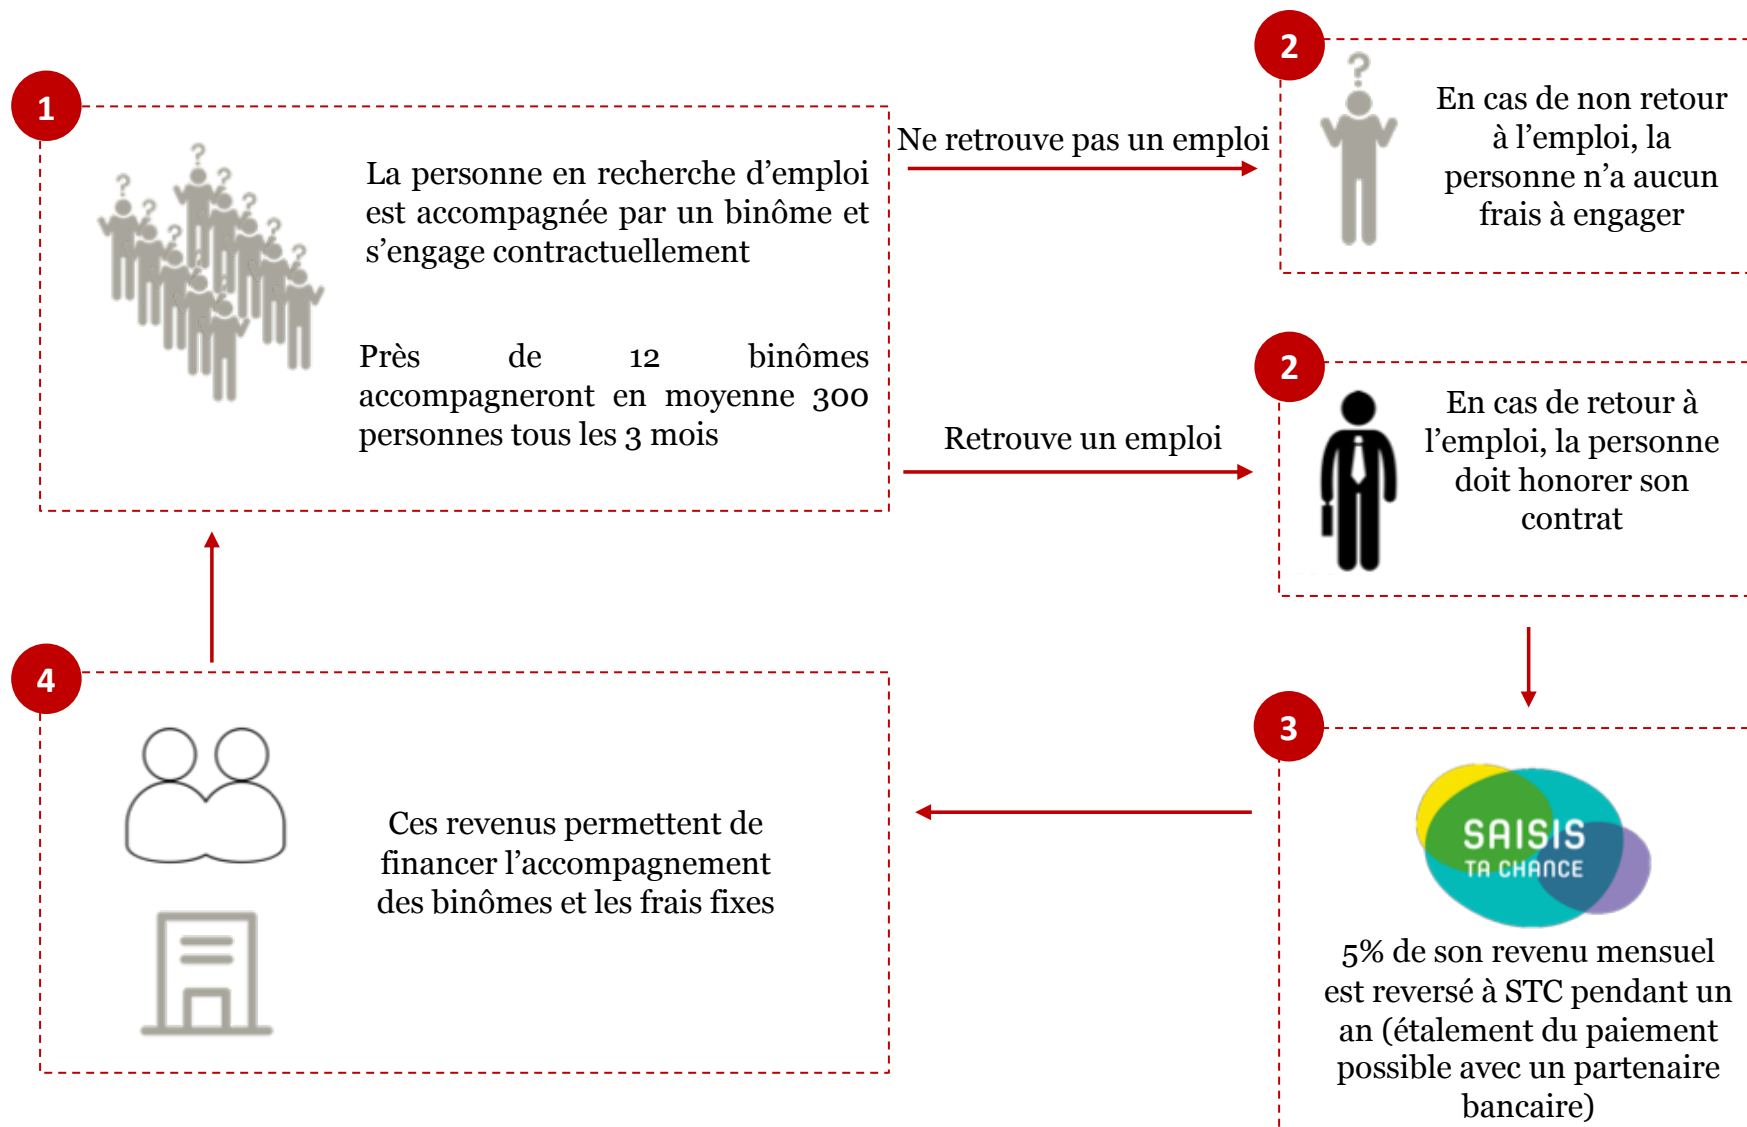 1
La personne en recherche d’emploi
est accompagnée par un binôme et
s’engage contractuellement
Près de 12 binômes
accompagneront en moyenne 300
personnes tous les 3 mois
Ne retrouve pas un emploi
2
?
En cas de non retour
à l’emploi, la
personne n’a aucun
frais à engager
Retrouve un emploi
2
En cas de retour à
l’emploi, la personne
doit honorer son
contrat
3
SAISIS
TA CHANCE
5% de son revenu mensuel
est reversé à STC pendant un
an (étalement du paiement
possible avec un partenaire
bancaire)
4
Ces revenus permettent de
financer l’accompagnement
des binômes et les frais fixes